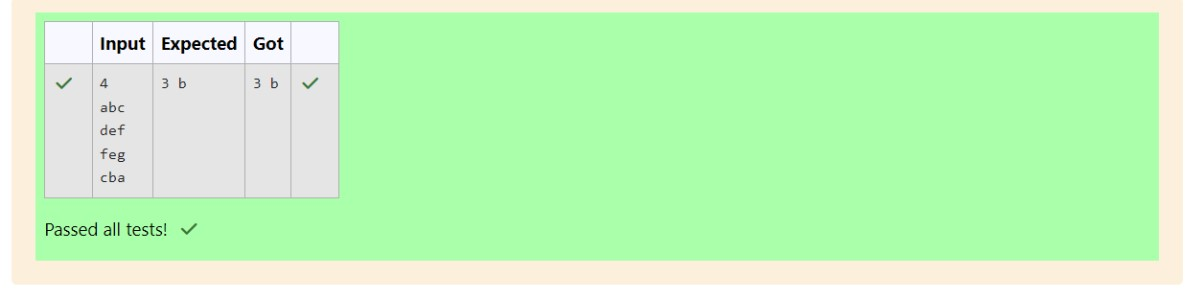 Input Expected Got
4 3 b 3 b
abc
def
feg
cba
Passed all tests!